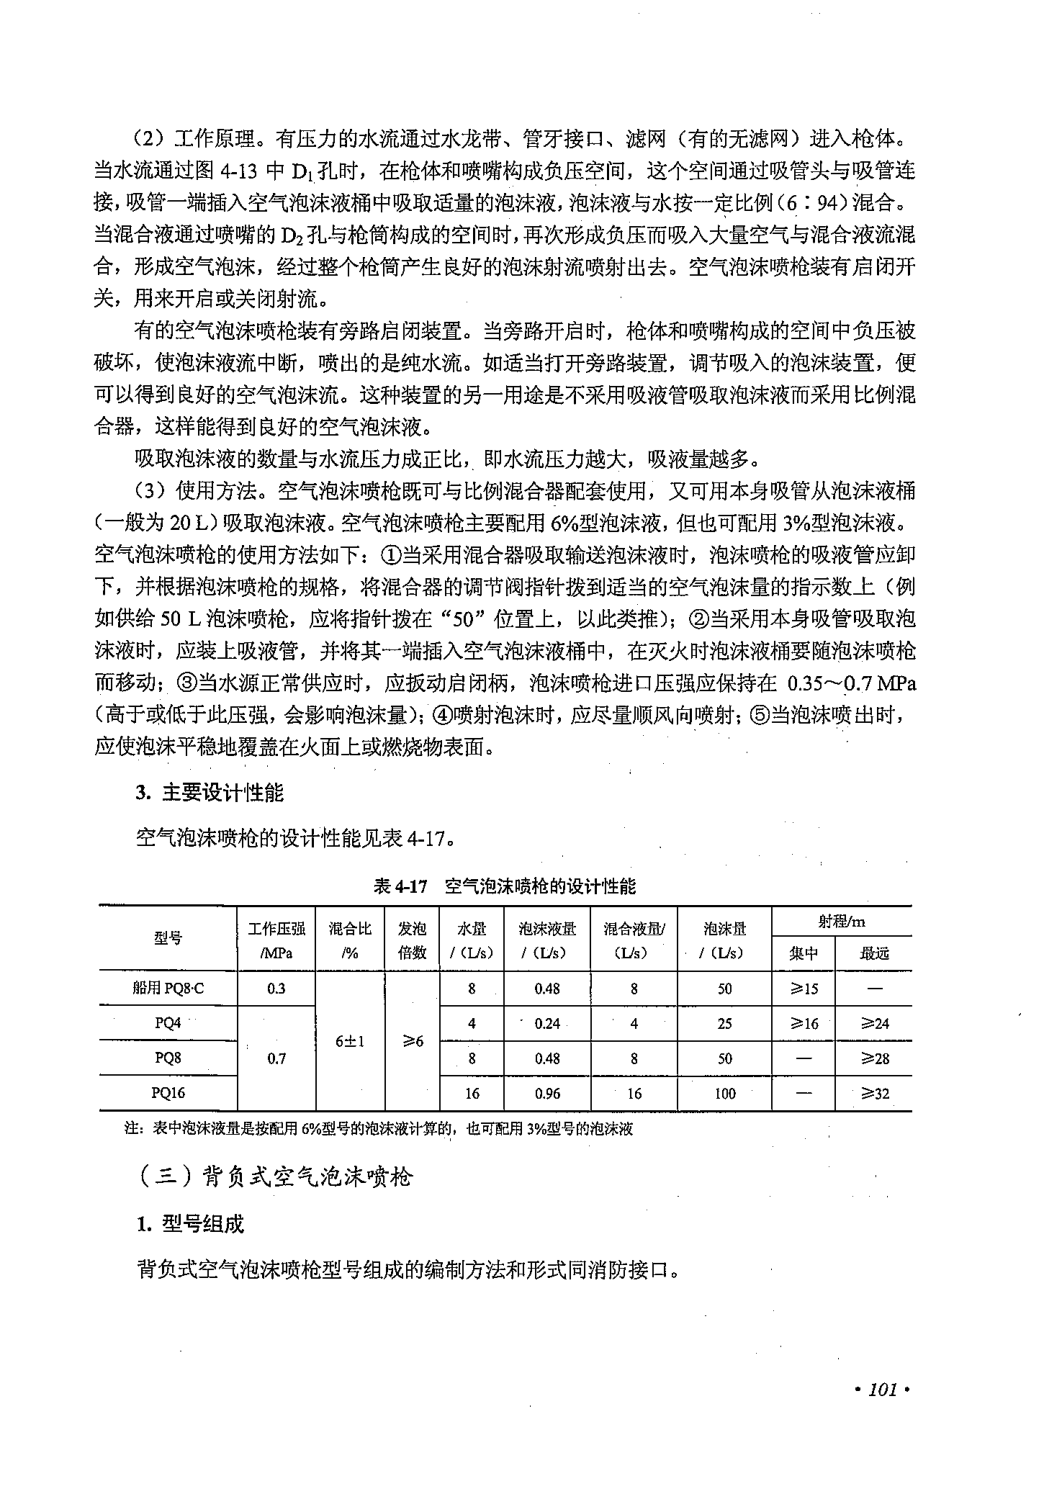 （2）工作原理。有压力的水流通过水龙带、管牙接口、滤网（有的无滤网）进入枪体。
当水流通过图 4-13 中 D₁孔时，在枪体和喷嘴构成负压空间，这个空间通过吸管头与吸管连
接，吸管一端插入空气泡沫液桶中吸取适量的泡沫液，泡沫液与水按一定比例（6∶94）混合。
当混合液通过喷嘴的 D₂孔与枪筒构成的空间时，再次形成负压而吸入大量空气与混合液流混
合，形成空气泡沫，经过整个枪筒产生良好的泡沫射流喷射出去。空气泡沫喷枪装有启闭开
关，用来开启或关闭射流。
有的空气泡沫喷枪装有旁路启闭装置。当旁路开启时，枪体和喷嘴构成的空间中负压被
破坏，使泡沫液流中断，喷出的是纯水流。如适当打开旁路装置，调节吸入的泡沫装置，便
可以得到良好的空气泡沫流。这种装置的另一用途是不采用吸液管吸取泡沫液而采用比例混
合器，这样能得到良好的空气泡沫液。
吸取泡沫液的数量与水流压力成正比，即水流压力越大，吸液量越多。
（3）使用方法。空气泡沫喷枪既可与比例混合器配套使用，又可用本身吸管从泡沫液桶
（一般为 20 L）吸取泡沫液。空气泡沫喷枪主要配用 6%型泡沫液，但也可配用 3%型泡沫液。
空气泡沫喷枪的使用方法如下：①当采用混合器吸取输送泡沫液时，泡沫喷枪的吸液管应卸
下，并根据泡沫喷枪的规格，将混合器的调节阀指针拨到适当的空气泡沫量的指示数上（例
如供给 50 L 泡沫喷枪，应将指针拨在“50”位置上，以此类推）；②当采用本身吸管吸取泡
沫液时，应装上吸液管，并将其一端插入空气泡沫液桶中，在灭火时泡沫液桶要随泡沫喷枪
而移动；③当水源正常供应时，应扳动启闭柄，泡沫喷枪进口压强应保持在 0.35～0.7 MPa
（高于或低于此压强，会影响泡沫量）；④喷射泡沫时，应尽量顺风向喷射；⑤当泡沫喷出时，
应使泡沫平稳地覆盖在火面上或燃烧物表面。
3. 主要设计性能
空气泡沫喷枪的设计性能见表 4-17。
表 4-17 空气泡沫喷枪的设计性能
型号 工作压强/MPa 混合比/% 发泡倍数 水量/（L/s） 泡沫液量/（L/s） 混合液量/（L/s） 泡沫量/（L/s） 射程/m
集中 最远
船用 PQ8·C 0.3 6±1 ≥6 8 0.48 8 50 ≥15 —
PQ4 0.7 4 0.24 4 25 ≥16 ≥24
PQ8 8 0.48 8 50 — ≥28
PQ16 16 0.96 16 100 — ≥32
注：表中泡沫液量是按配用 6%型号的泡沫液计算的，也可配用 3%型号的泡沫液
（三）背负式空气泡沫喷枪
1. 型号组成
背负式空气泡沫喷枪型号组成的编制方法和形式同消防接口。
· 101 ·